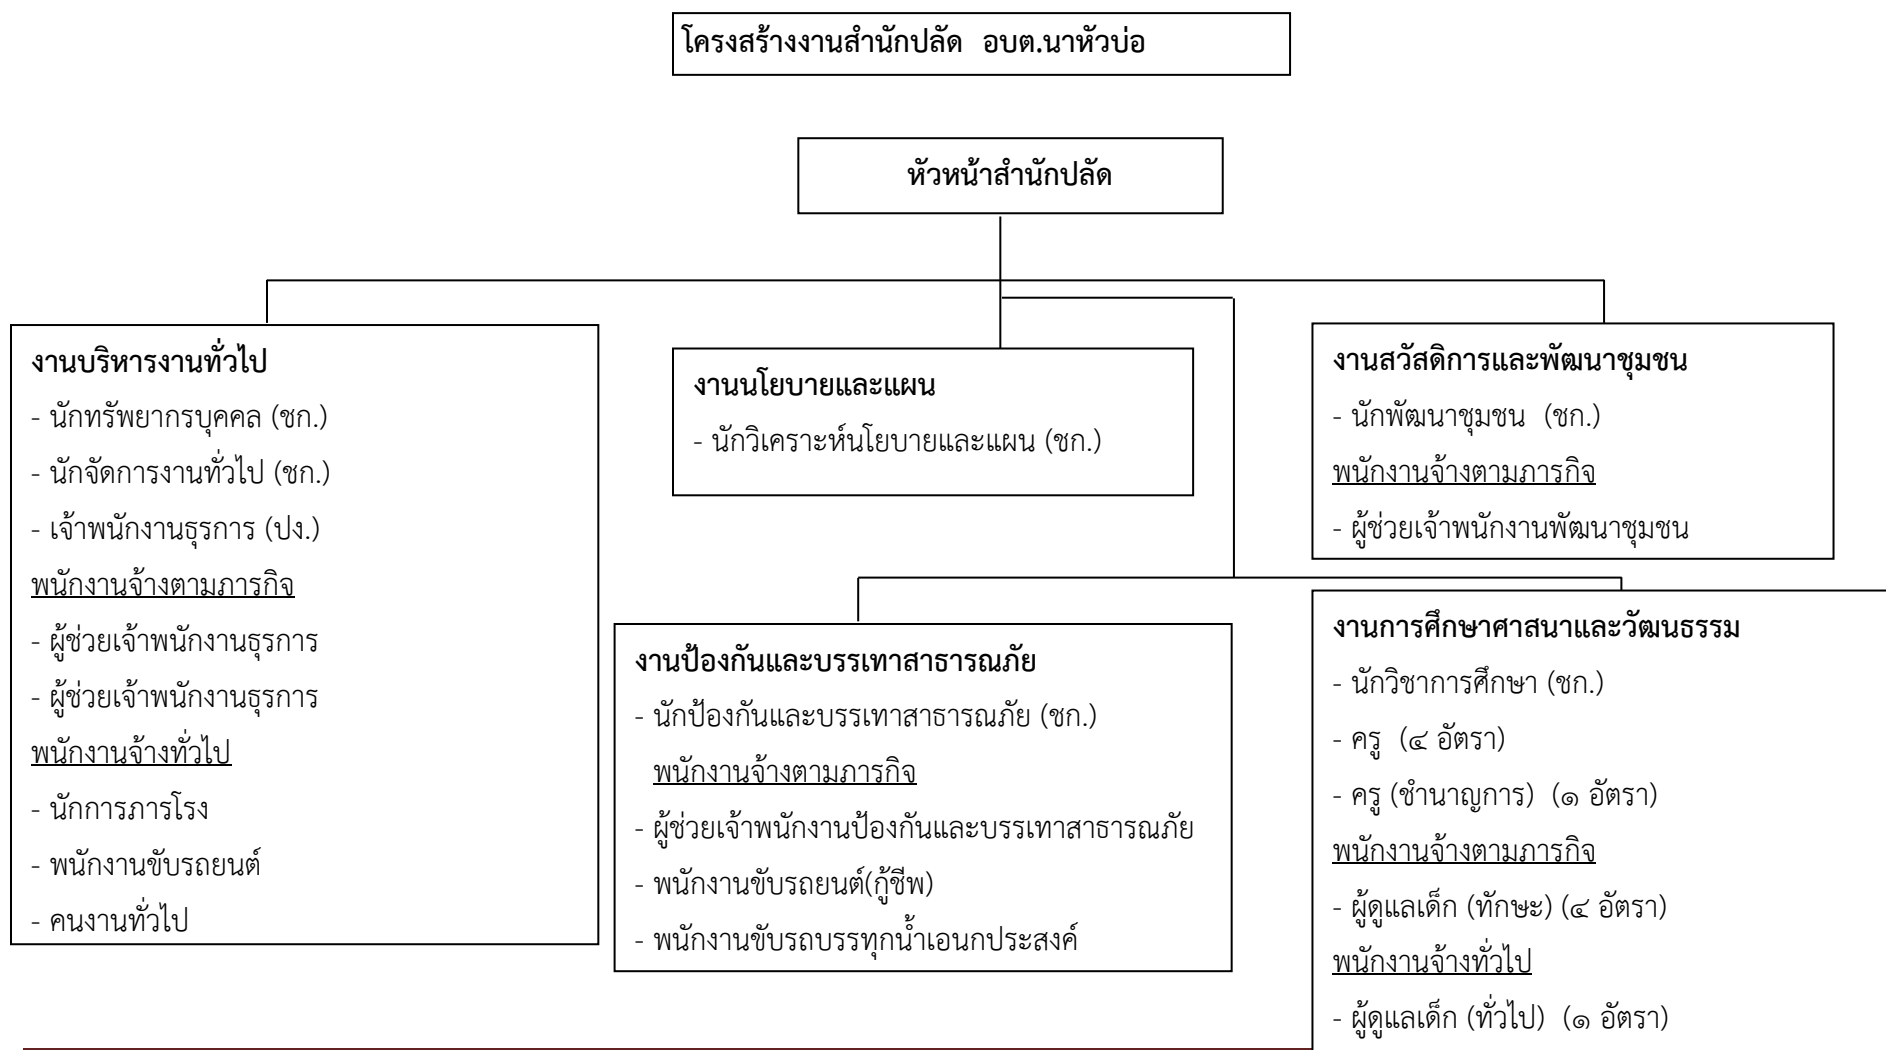 โครงสร้างงานสำนักปลัด อบต.นาหัวบ่อ
หัวหน้าสำนักปลัด
งานบริหารงานทั่วไป
- นักทรัพยากรบุคคล (ชก.)
- นักจัดการงานทั่วไป (ชก.)
- เจ้าพนักงานธุรการ (ปง.)
พนักงานจ้างตามภารกิจ
- ผู้ช่วยเจ้าพนักงานธุรการ
- ผู้ช่วยเจ้าพนักงานธุรการ
พนักงานจ้างทั่วไป
- นักการภารโรง
- พนักงานขับรถยนต์
- คนงานทั่วไป
งานนโยบายและแผน
- นักวิเคราะห์นโยบายและแผน (ชก.)
งานสวัสดิการและพัฒนาชุมชน
- นักพัฒนาชุมชน (ชก.)
พนักงานจ้างตามภารกิจ
- ผู้ช่วยเจ้าพนักงานพัฒนาชุมชน
งานป้องกันและบรรเทาสาธารณภัย
- นักป้องกันและบรรเทาสาธารณภัย (ชก.)
พนักงานจ้างตามภารกิจ
- ผู้ช่วยเจ้าพนักงานป้องกันและบรรเทาสาธารณภัย
- พนักงานขับรถยนต์(กู้ชีพ)
- พนักงานขับรถบรรทุกน้ำเอนกประสงค์
งานการศึกษาศาสนาและวัฒนธรรม
- นักวิชาการศึกษา (ชก.)
- ครู (๔ อัตรา)
- ครู (ชำนาญการ) (๑ อัตรา)
พนักงานจ้างตามภารกิจ
- ผู้ดูแลเด็ก (ทักษะ) (๔ อัตรา)
พนักงานจ้างทั่วไป
- ผู้ดูแลเด็ก (ทั่วไป) (๑ อัตรา)